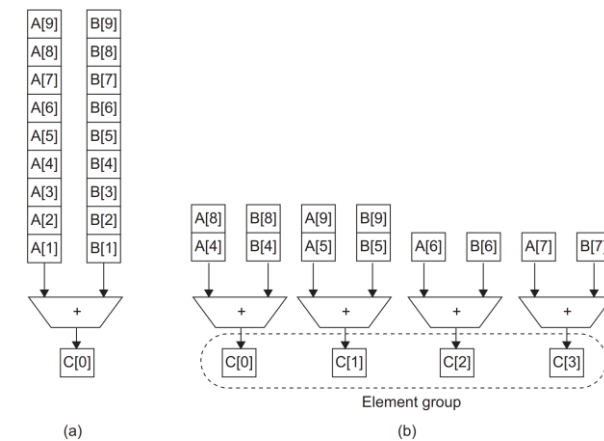 A[9] B[9]
A[8] B[8]
A[7] B[7]
A[6] B[6]
A[5] B[5]
A[4] B[4]
A[3] B[3]
A[2] B[2]
A[1] B[1]
+
C[0]
(a)
A[8] B[8] A[9] B[9]
A[4] B[4] A[5] B[5] A[6] B[6] A[7] B[7]
+ + + +
C[0] C[1] C[2] C[3]
Element group
(b)